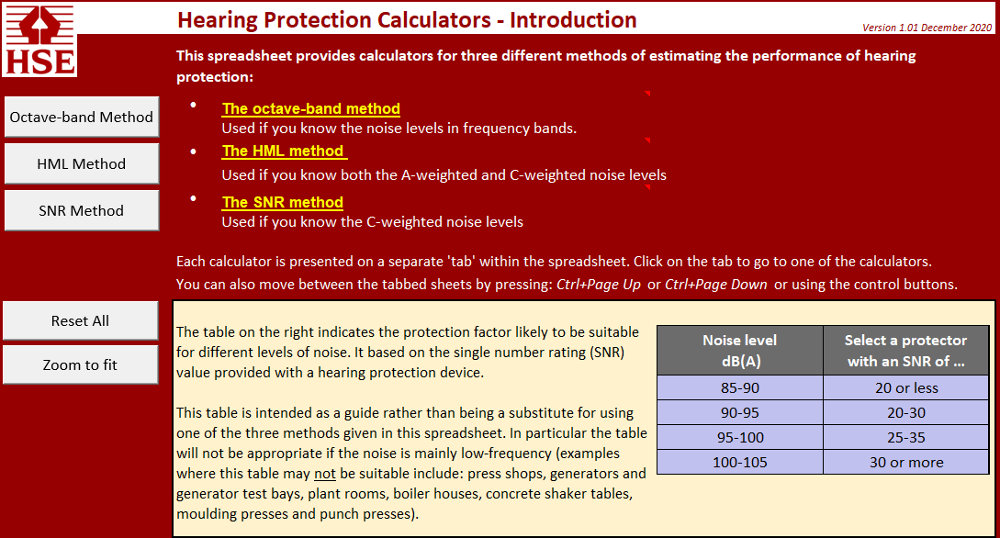 Hearing Protection Calculators - Introduction
Version 1.01 December 2020
HSE
This spreadsheet provides calculators for three different methods of estimating the performance of hearing
protection:
Octave-band Method
HML Method
SNR Method
• The octave-band method
Used if you know the noise levels in frequency bands.
• The HML method
Used if you know both the A-weighted and C-weighted noise levels
• The SNR method
Used if you know the C-weighted noise levels
Each calculator is presented on a separate 'tab' within the spreadsheet. Click on the tab to go to one of the calculators.
You can also move between the tabbed sheets by pressing: Ctrl+Page Up or Ctrl+Page Down or using the control buttons.
Reset All
Zoom to fit
The table on the right indicates the protection factor likely to be suitable
for different levels of noise. It based on the single number rating (SNR)
value provided with a hearing protection device.
This table is intended as a guide rather than being a substitute for using
one of the three methods given in this spreadsheet. In particular the table
will not be appropriate if the noise is mainly low-frequency (examples
where this table may not be suitable include: press shops, generators and
generator test bays, plant rooms, boiler houses, concrete shaker tables,
moulding presses and punch presses).
Noise level dB(A) Select a protector with an SNR of ...
85-90 20 or less
90-95 20-30
95-100 25-35
100-105 30 or more